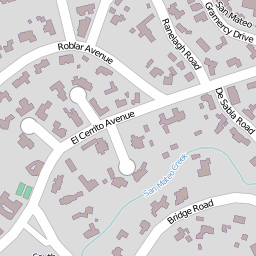 San Mateo
Gramercy Drive
Ranelagh Road
Roblar Avenue
De Sabla Road
El Cerrito Avenue
San Mateo Creek
Bridge Road